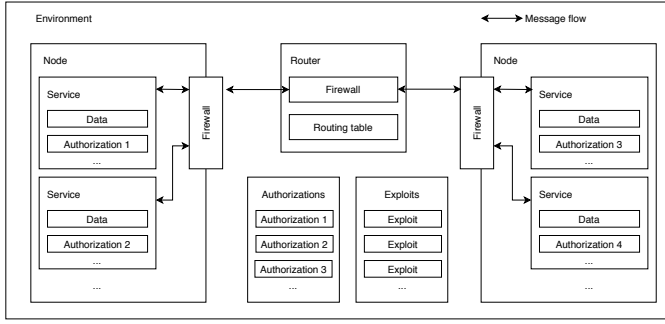 Environment
Message flow
Node
Service
Data
Authorization 1
...
Service
Data
Authorization 2
...
...
Firewall
Router
Firewall
Routing table
Authorizations
Authorization 1
Authorization 2
Authorization 3
...
Exploits
Exploit
Exploit
Exploit
...
Firewall
Node
Service
Data
Authorization 3
...
Service
Data
Authorization 4
...
...